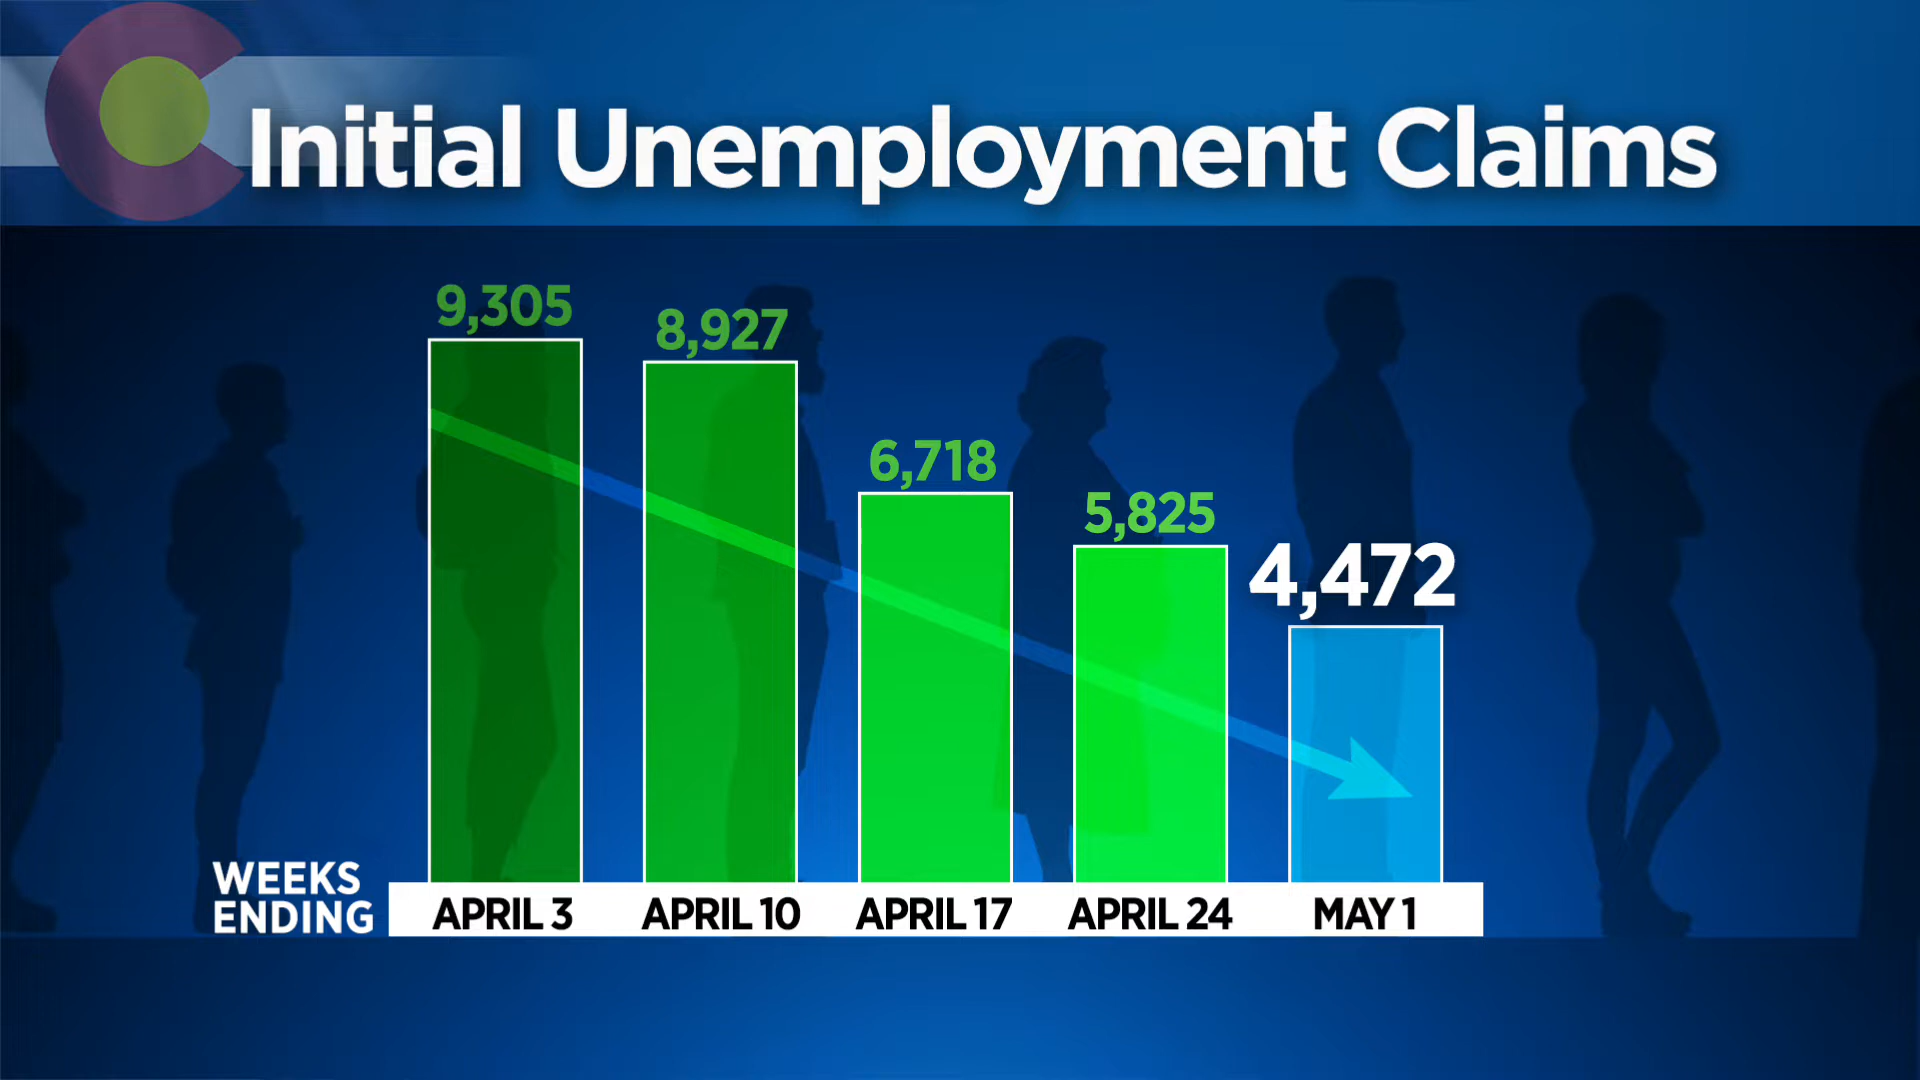 Initial Unemployment Claims
9,305
8,927
6,718
5,825
4,472
WEEKS
ENDING
APRIL 3
APRIL 10
APRIL 17
APRIL 24
MAY 1